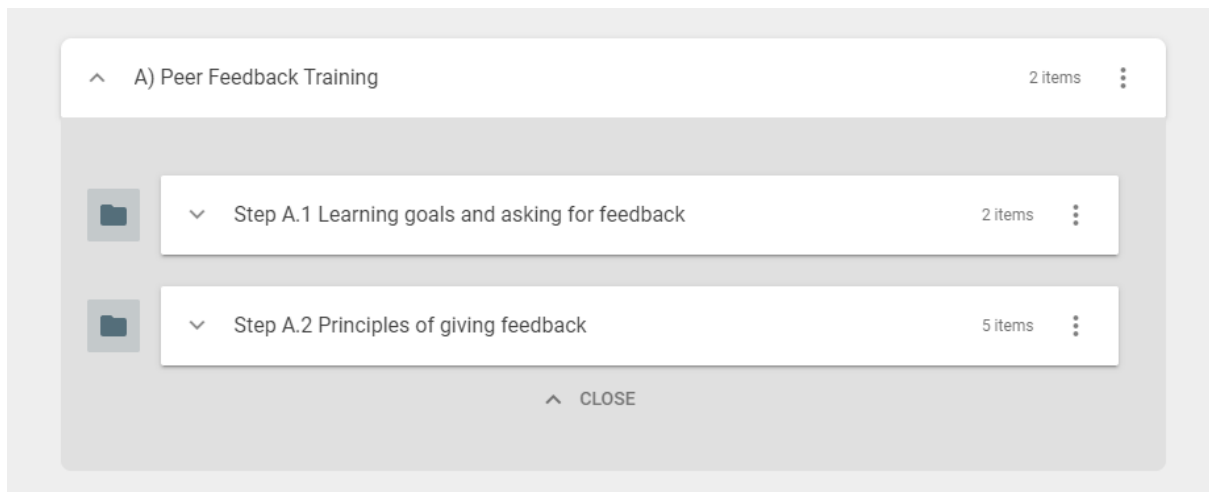 A) Peer Feedback Training 2 items
Step A.1 Learning goals and asking for feedback 2 items
Step A.2 Principles of giving feedback 5 items
CLOSE